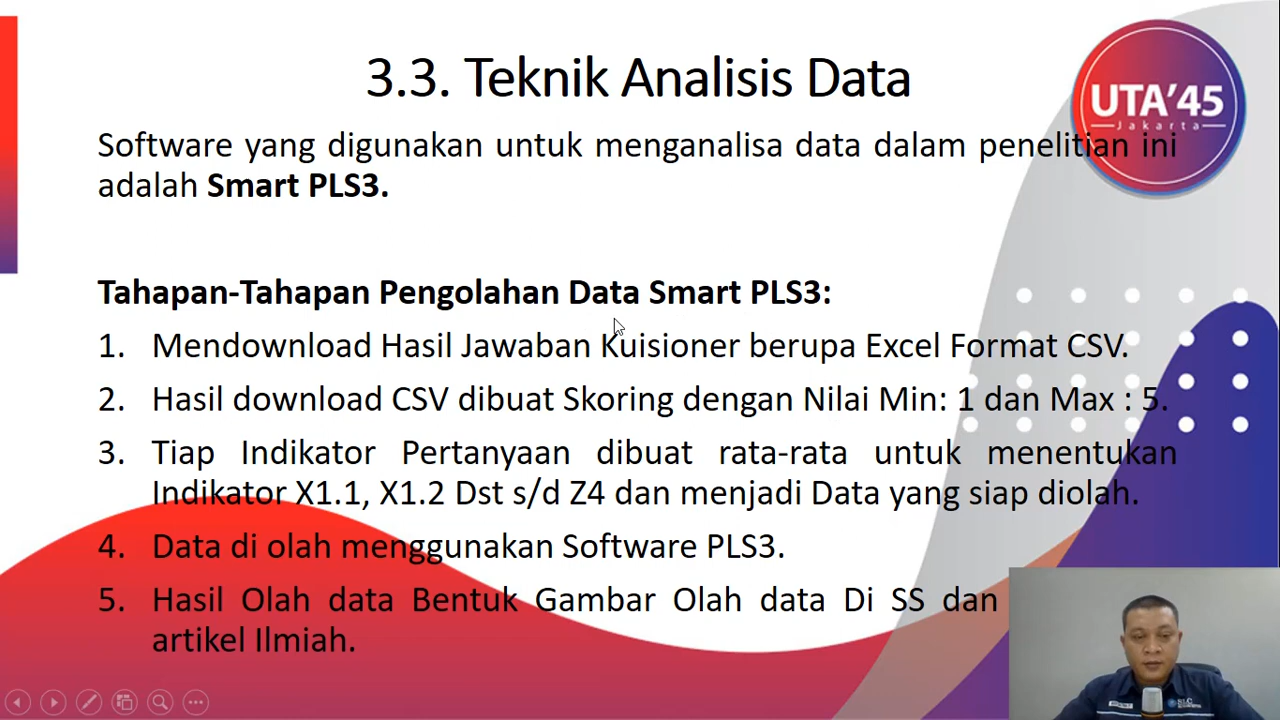 3.3. Teknik Analisis Data
UTA'45
Jakarta
Software yang digunakan untuk menganalisa data dalam penelitian ini
adalah Smart PLS3.
Tahapan-Tahapan Pengolahan Data Smart PLS3:
1. Mendownload Hasil Jawaban Kuisioner berupa Excel Format CSV.
2. Hasil download CSV dibuat Skoring dengan Nilai Min: 1 dan Max : 5.
3. Tiap Indikator Pertanyaan dibuat rata-rata untuk menentukan
Indikator X1.1, X1.2 Dst s/d Z4 dan menjadi Data yang siap diolah.
4. Data di olah menggunakan Software PLS3.
5. Hasil Olah data Bentuk Gambar Olah data Di SS dan
artikel Ilmiah.